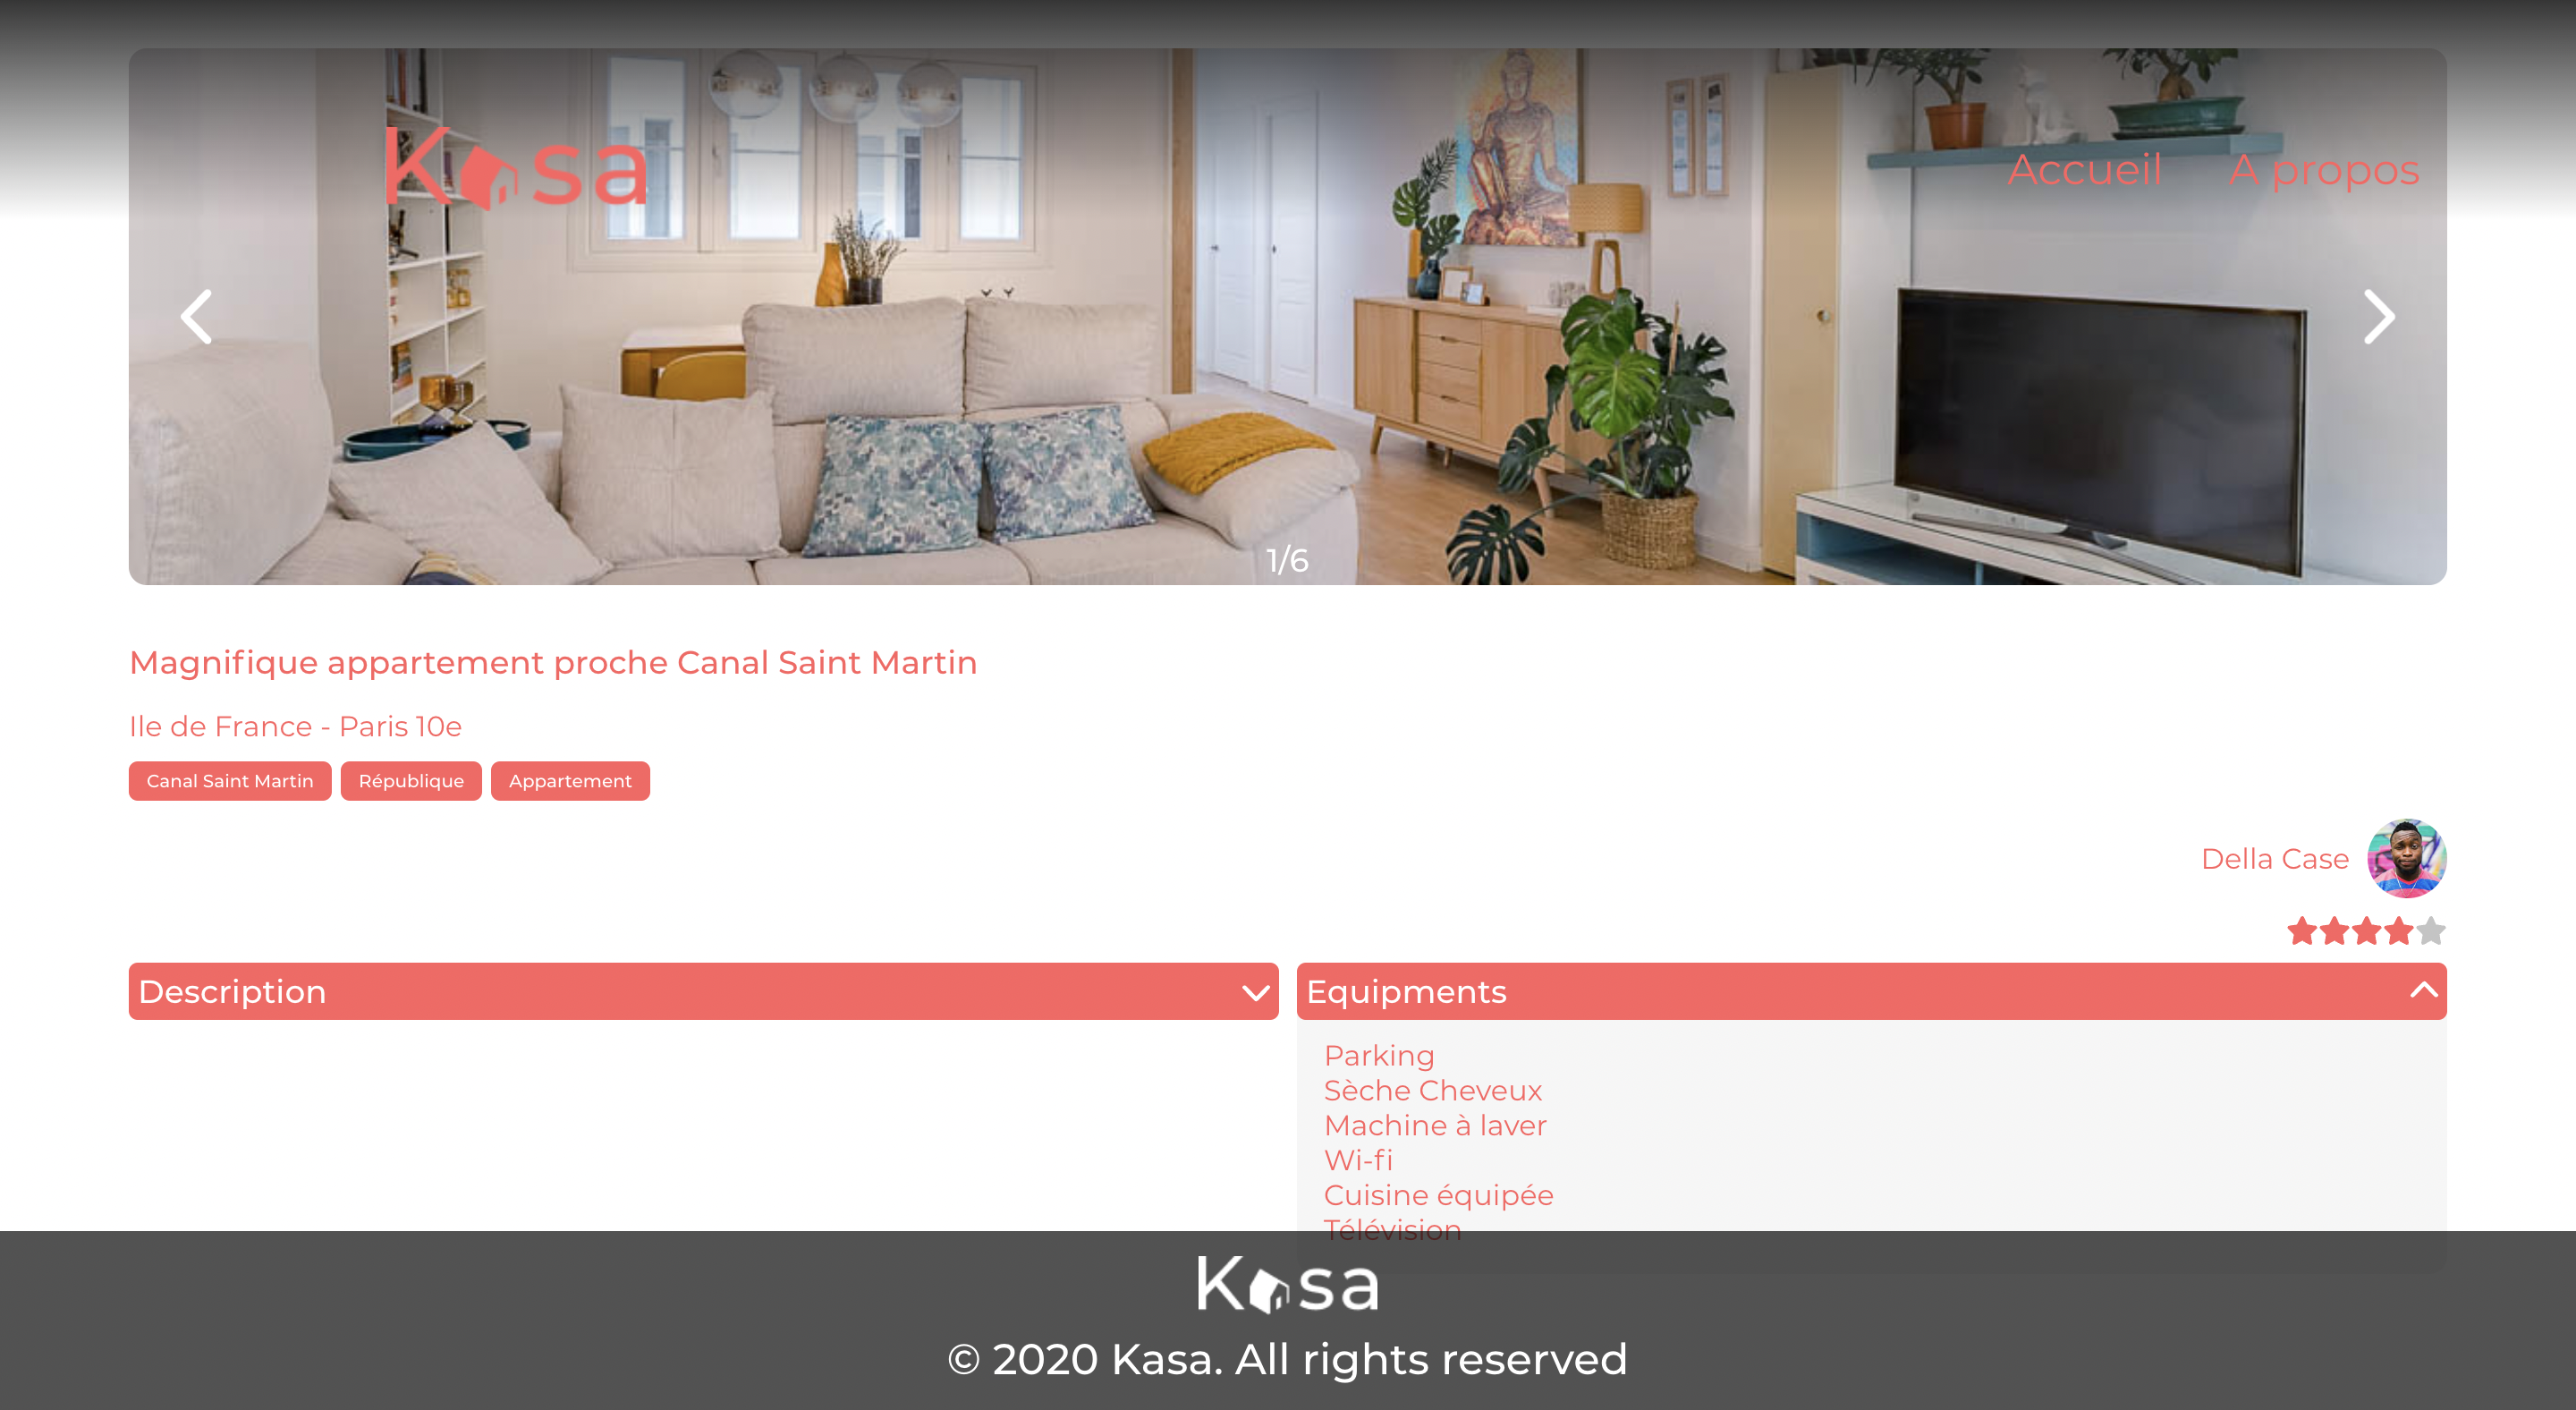 Kasa
Accueil
A propos
1/6
Magnifique appartement proche Canal Saint Martin
Ile de France - Paris 10e
Canal Saint Martin
République
Appartement
Della Case
Description
Equipments
Parking
Sèche Cheveux
Machine à laver
Wi-fi
Cuisine équipée
Télévision
Kasa
© 2020 Kasa. All rights reserved